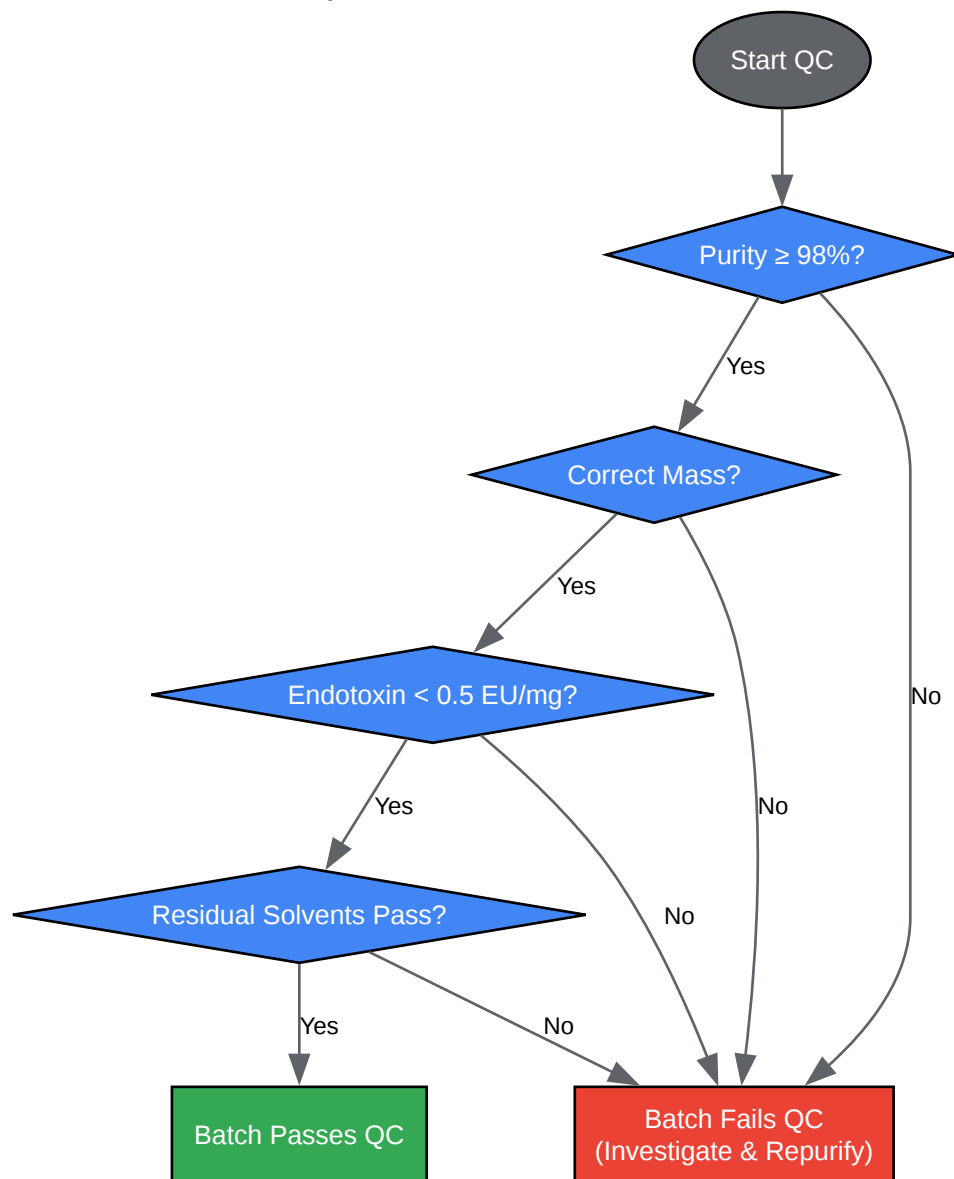 Start QC
Purity ≥ 98%?
Yes
Correct Mass?
Yes
Endotoxin < 0.5 EU/mg?
No
Yes
No
Residual Solvents Pass?
No
Yes
No
Batch Passes QC
Batch Fails QC
(Investigate & Repurify)